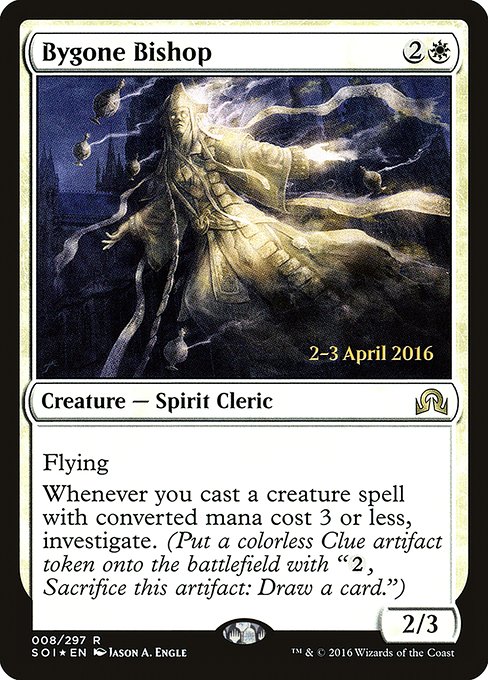 Bygone Bishop 2
2–3 April 2016
Creature — Spirit Cleric
Flying
Whenever you cast a creature spell
with converted mana cost 3 or less,
investigate. (Put a colorless Clue artifact
token onto the battlefield with “2,
Sacrifice this artifact: Draw a card.”)
2/3
008/297 R
SOI★EN Jason A. Engle
™ & © 2016 Wizards of the Coast